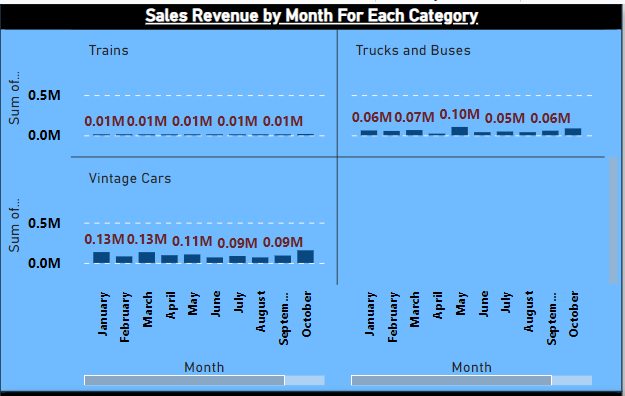 Sales Revenue by Month For Each Category
Trains
Trucks and Buses
Sum of...
0.5M
0.0M
0.01M 0.01M 0.01M 0.01M 0.01M
0.06M 0.07M 0.10M 0.05M 0.06M
Vintage Cars
Sum of...
0.5M
0.0M
0.13M 0.13M 0.11M 0.09M 0.09M
January
February
March
April
May
June
July
August
Septem...
October
January
February
March
April
May
June
July
August
Septem...
October
Month
Month